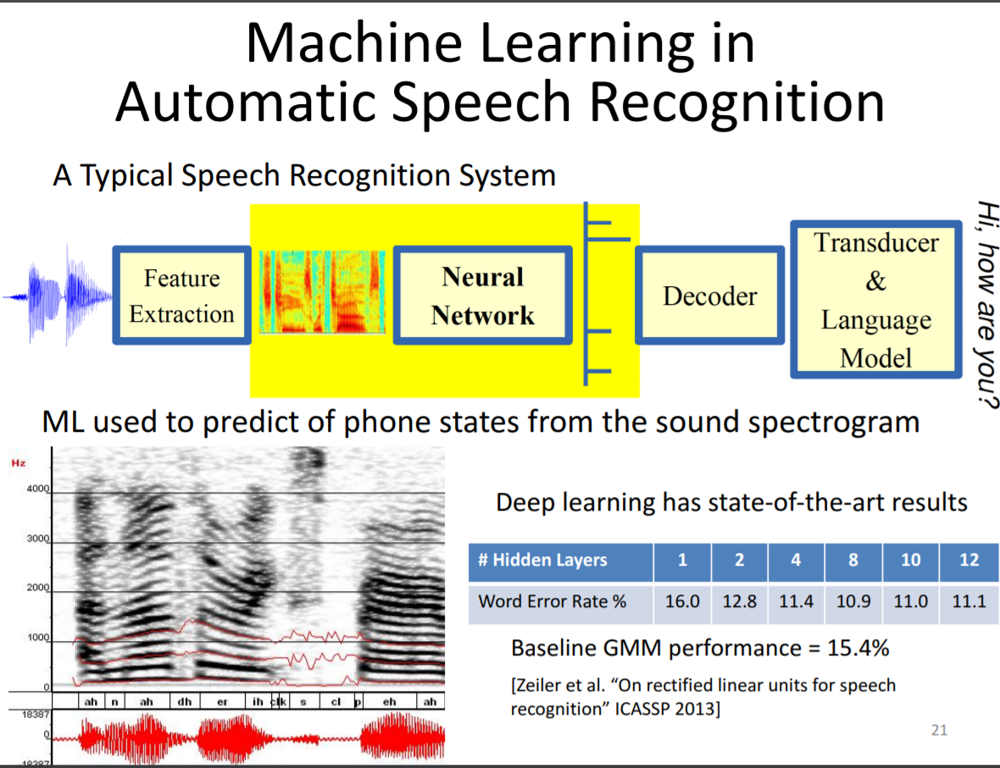 Machine Learning in
Automatic Speech Recognition
A Typical Speech Recognition System
Feature
Extraction
Neural
Network
Decoder
Transducer
&
Language
Model
Hi, how are you?
ML used to predict of phone states from the sound spectrogram
Hz
4000
3000
2000
1000
0
ah n ah dh er ih clk s cl p eh ah
18387
0
-18387
Deep learning has state-of-the-art results
# Hidden Layers 1 2 4 8 10 12
Word Error Rate % 16.0 12.8 11.4 10.9 11.0 11.1
Baseline GMM performance = 15.4%
[Zeiler et al. “On rectified linear units for speech
recognition” ICASSP 2013]
21